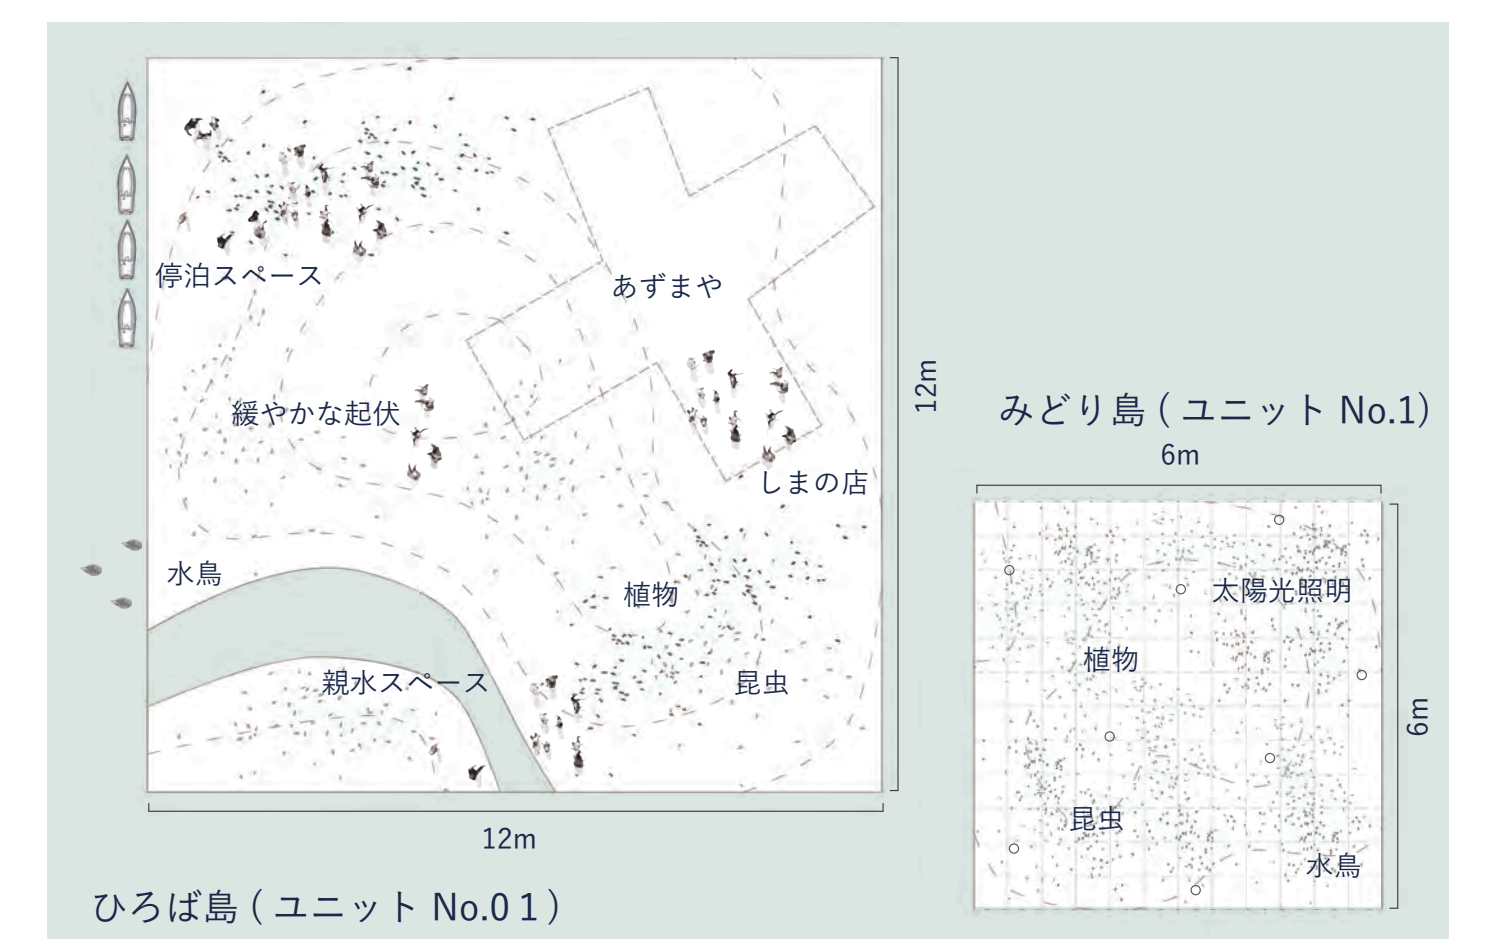 停泊スペース
あずまや
12m
緩やかな起伏
しまの店
水鳥
植物
親水スペース
昆虫
12m
ひろば島 ( ユニット No.0 1 )
みどり島 ( ユニット No.1)
6m
太陽光照明
植物
6m
昆虫
水鳥